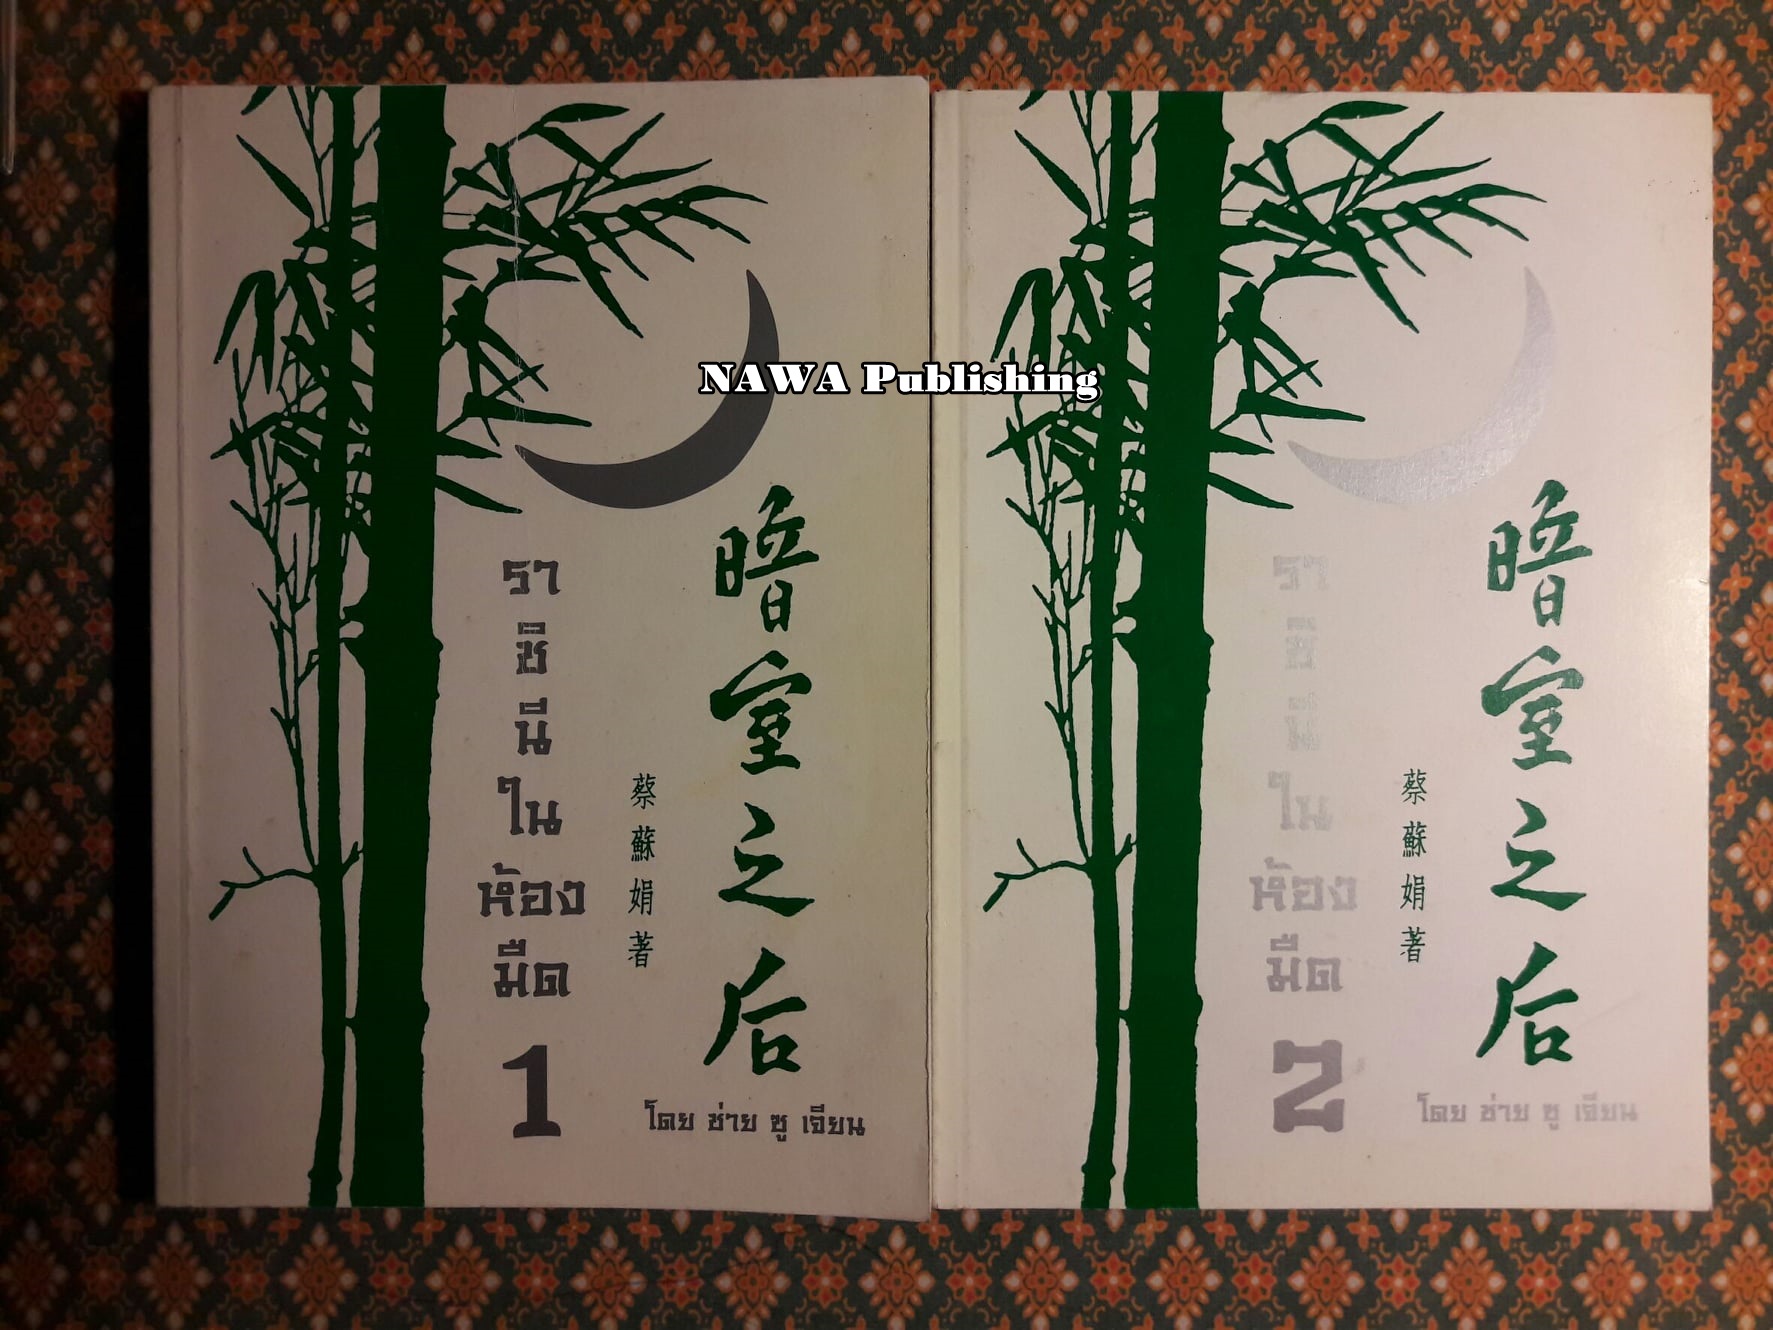 NAWA Publishing
暗室之后
蔡蘇娟著
ราชินีในห้องมืด
1
โดย ช่าย ซู เจียน
暗室之后
蔡蘇娟著
ราชินีในห้องมืด
2
โดย ช่าย ซู เจียน